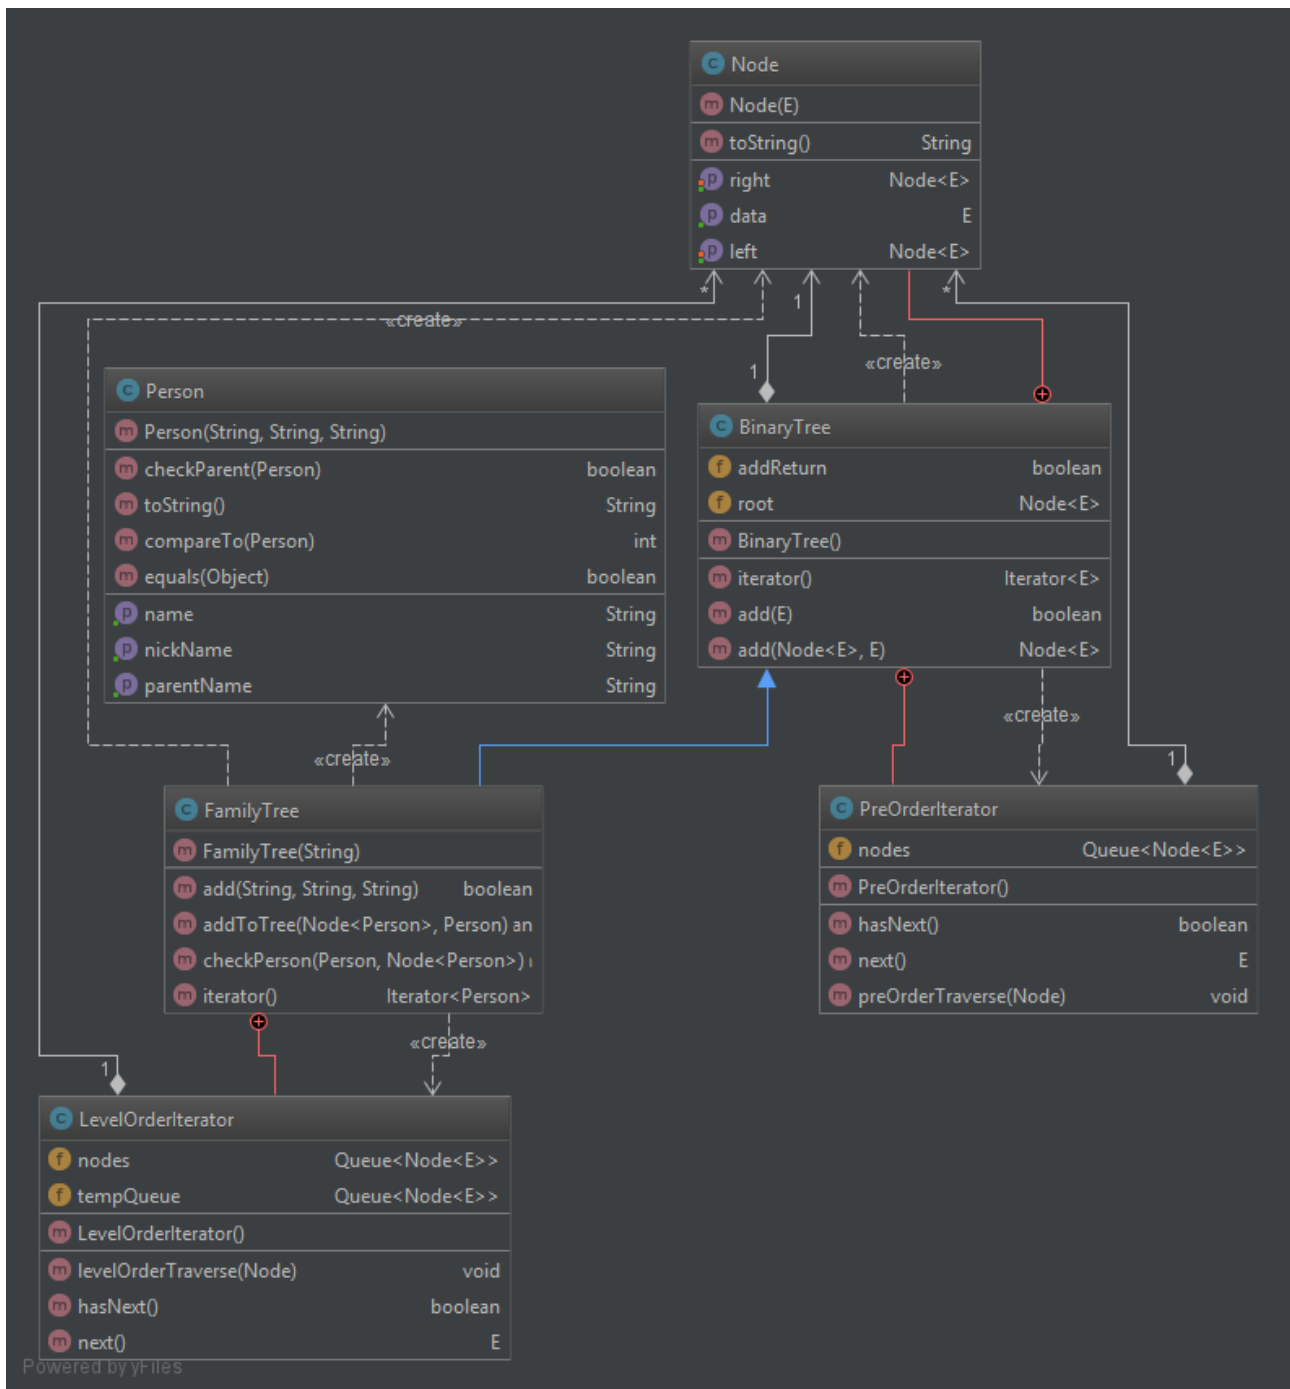 Node
Node(E)
toString() String
right Node<E>
data E
left Node<E>
* 1 *
«create»
1 «create»
Person
Person(String, String, String)
checkParent(Person) boolean
toString() String
compareTo(Person) int
equals(Object) boolean
name String
nickName String
parentName String
BinaryTree
addReturn boolean
root Node<E>
BinaryTree()
iterator() Iterator<E>
add(E) boolean
add(Node<E>, E) Node<E>
«create»
«create»
1
FamilyTree
FamilyTree(String)
add(String, String, String) boolean
addToTree(Node<Person>, Person) an
checkPerson(Person, Node<Person>)
iterator() Iterator<Person>
PreOrderIterator
nodes Queue<Node<E>>
PreOrderIterator()
hasNext() boolean
next() E
preOrderTraverse(Node) void
«create»
1
LevelOrderIterator
nodes Queue<Node<E>>
tempQueue Queue<Node<E>>
LevelOrderIterator()
levelOrderTraverse(Node) void
hasNext() boolean
next() E
Powered by yFiles